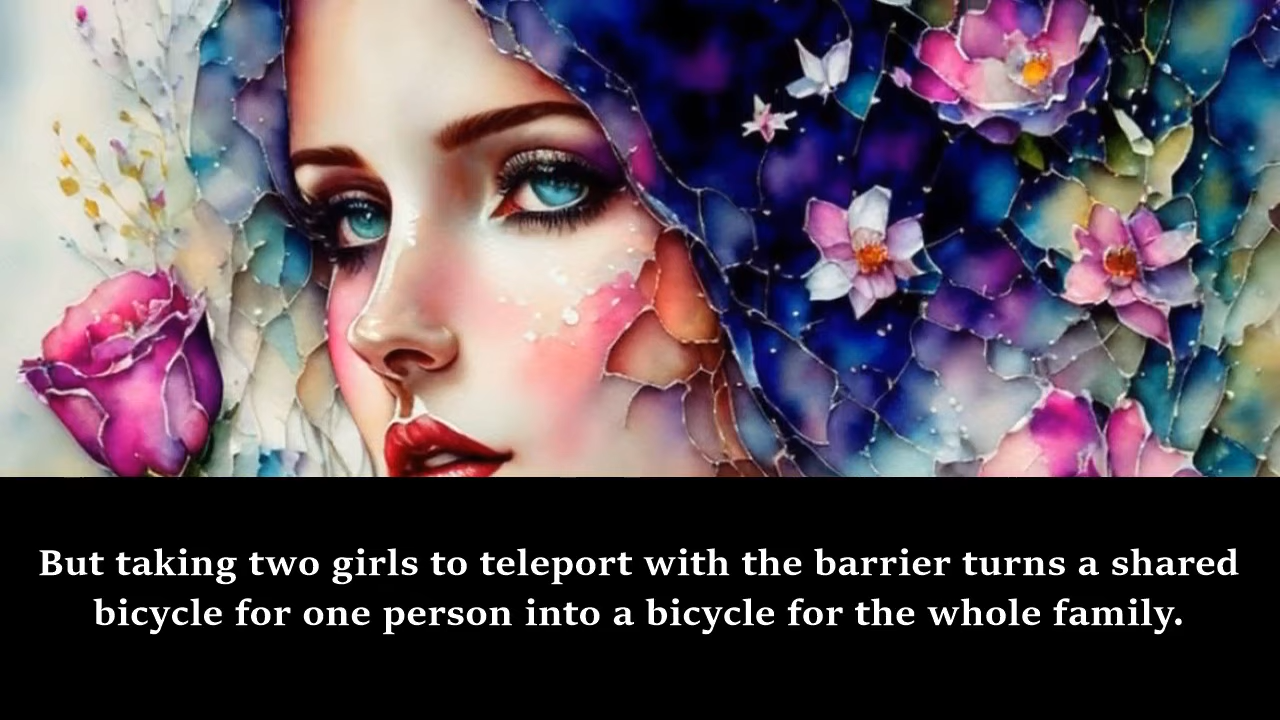 But taking two girls to teleport with the barrier turns a shared
bicycle for one person into a bicycle for the whole family.